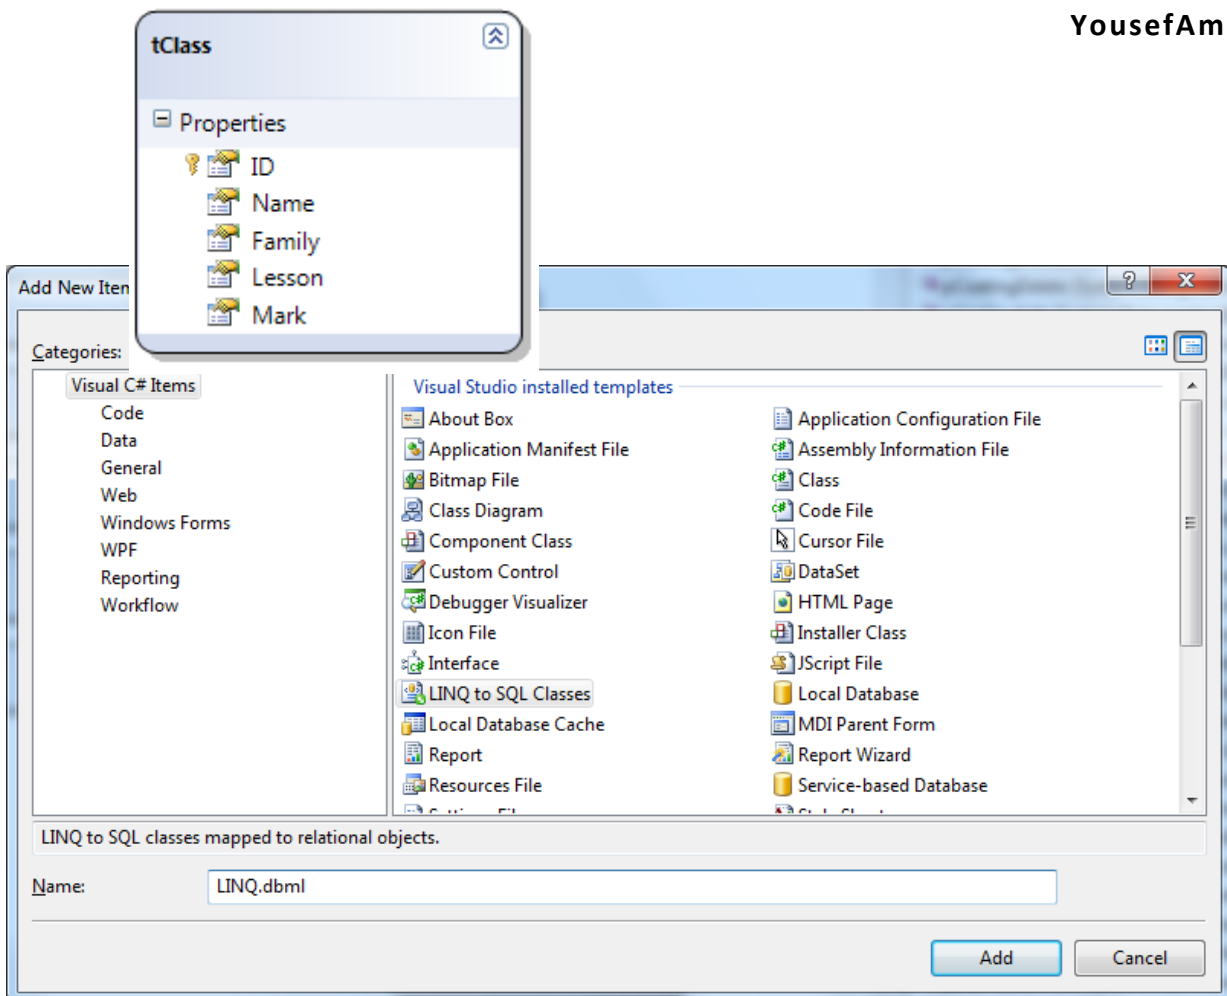 YousefAm
tClass
Properties
ID
Name
Family
Lesson
Mark
Add New Item
Categories:
Visual C# Items
Code
Data
General
Web
Windows Forms
WPF
Reporting
Workflow
Visual Studio installed templates
About Box
Application Configuration File
Application Manifest File
Assembly Information File
Bitmap File
Class
Class Diagram
Code File
Component Class
Cursor File
Custom Control
DataSet
Debugger Visualizer
HTML Page
Icon File
Installer Class
Interface
JScript File
LINQ to SQL Classes
Local Database
Local Database Cache
MDI Parent Form
Report
Report Wizard
Resources File
Service-based Database
LINQ to SQL classes mapped to relational objects.
Name:
LINQ.dbml
Add
Cancel